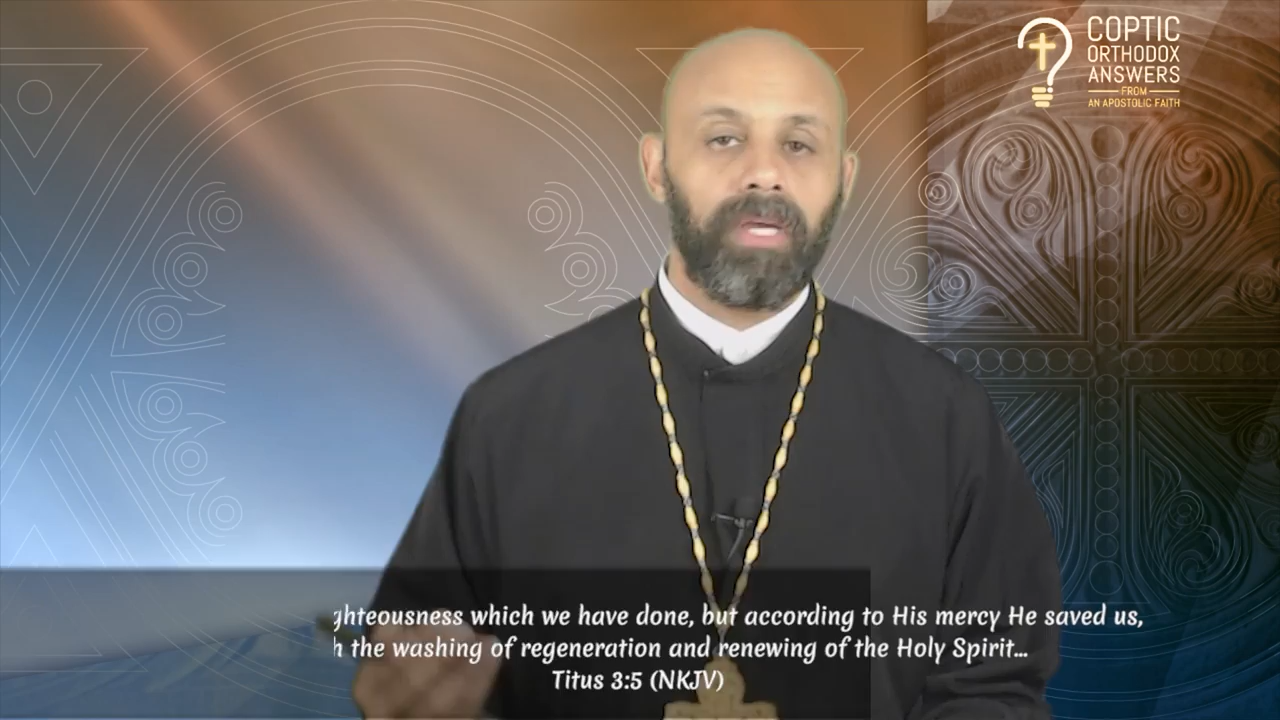 COPTIC
ORTHODOX
ANSWERS
FROM
AN APOSTOLIC FAITH
ghteousness which we have done, but according to His mercy He saved us,
h the washing of regeneration and renewing of the Holy Spirit...
Titus 3:5 (NKJV)